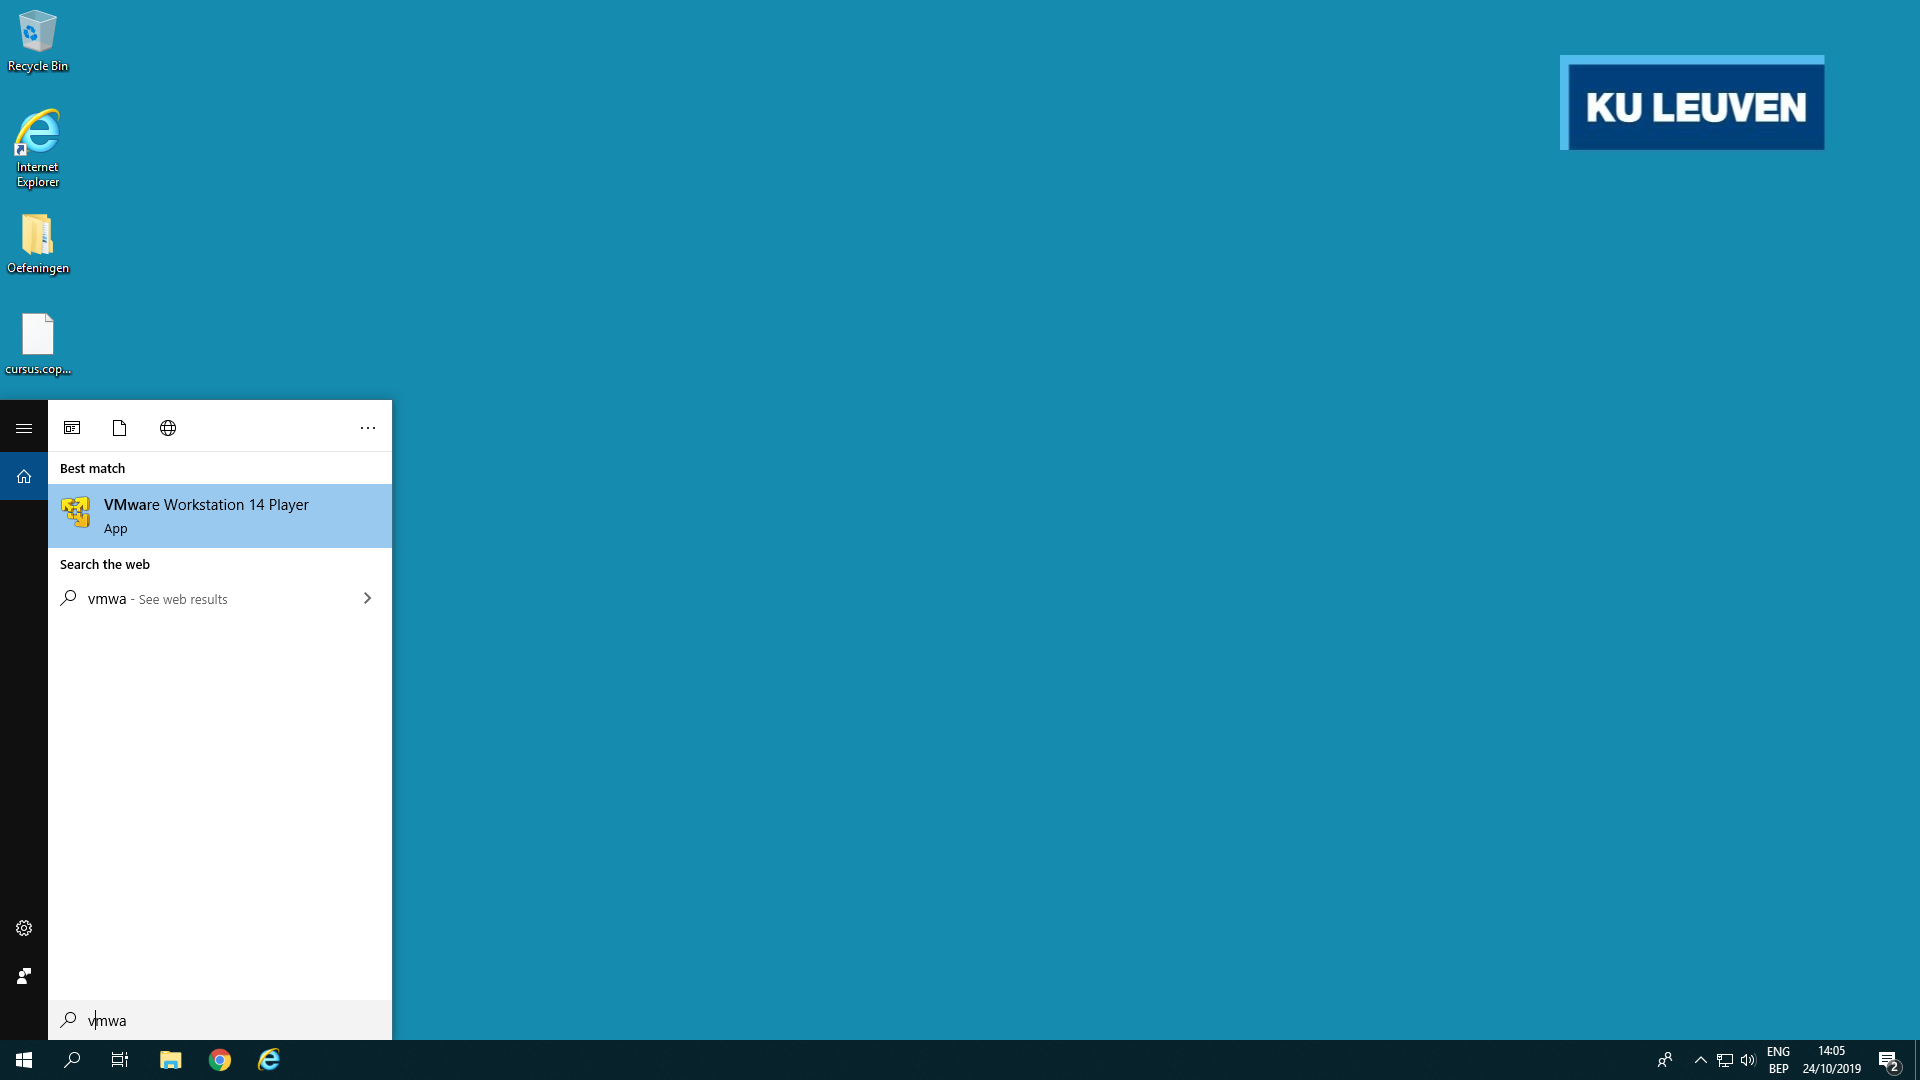 Recycle Bin
KU LEUVEN
Internet
Explorer
Oefeningen
cursus.cop...
Best match
VMware Workstation 14 Player
App
Search the web
vmwa - See web results
vmwa
ENG
BEP
14:05
24/10/2019
2